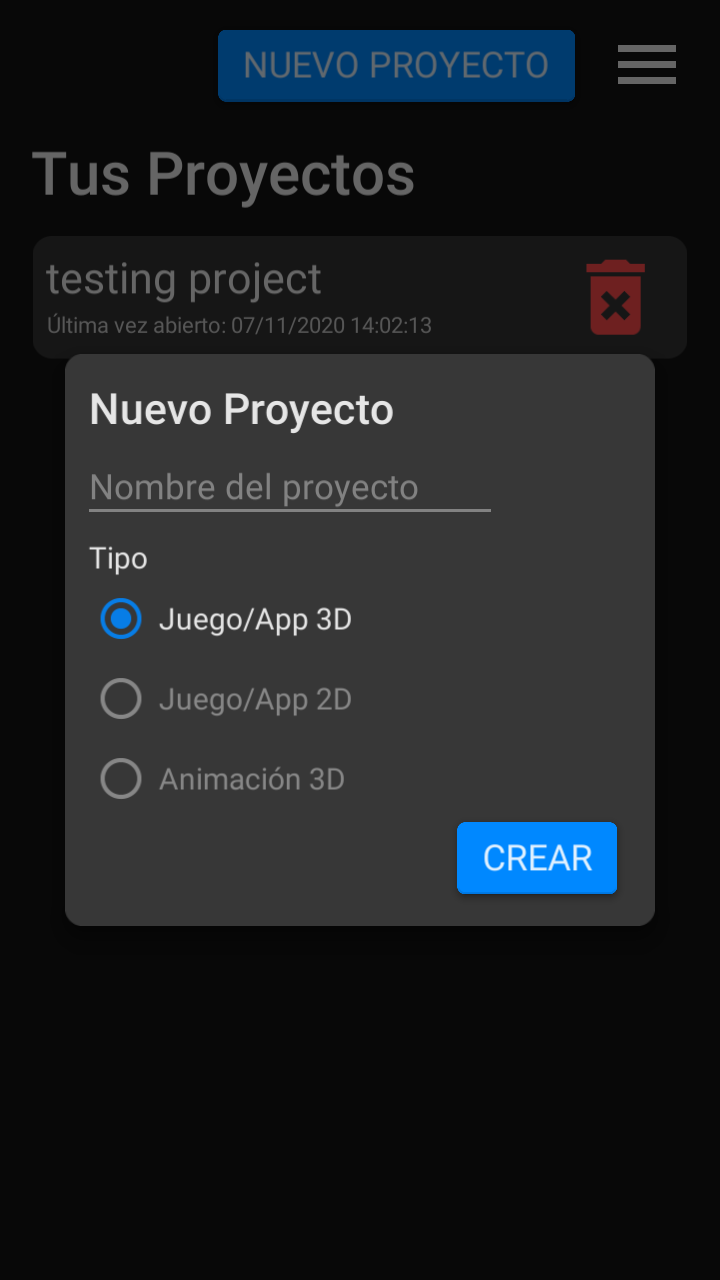 NUEVO PROYECTO
Tus Proyectos
testing project
Última vez abierto: 07/11/2020 14:02:13
Nuevo Proyecto
Nombre del proyecto
Tipo
Juego/App 3D
Juego/App 2D
Animación 3D
CREAR